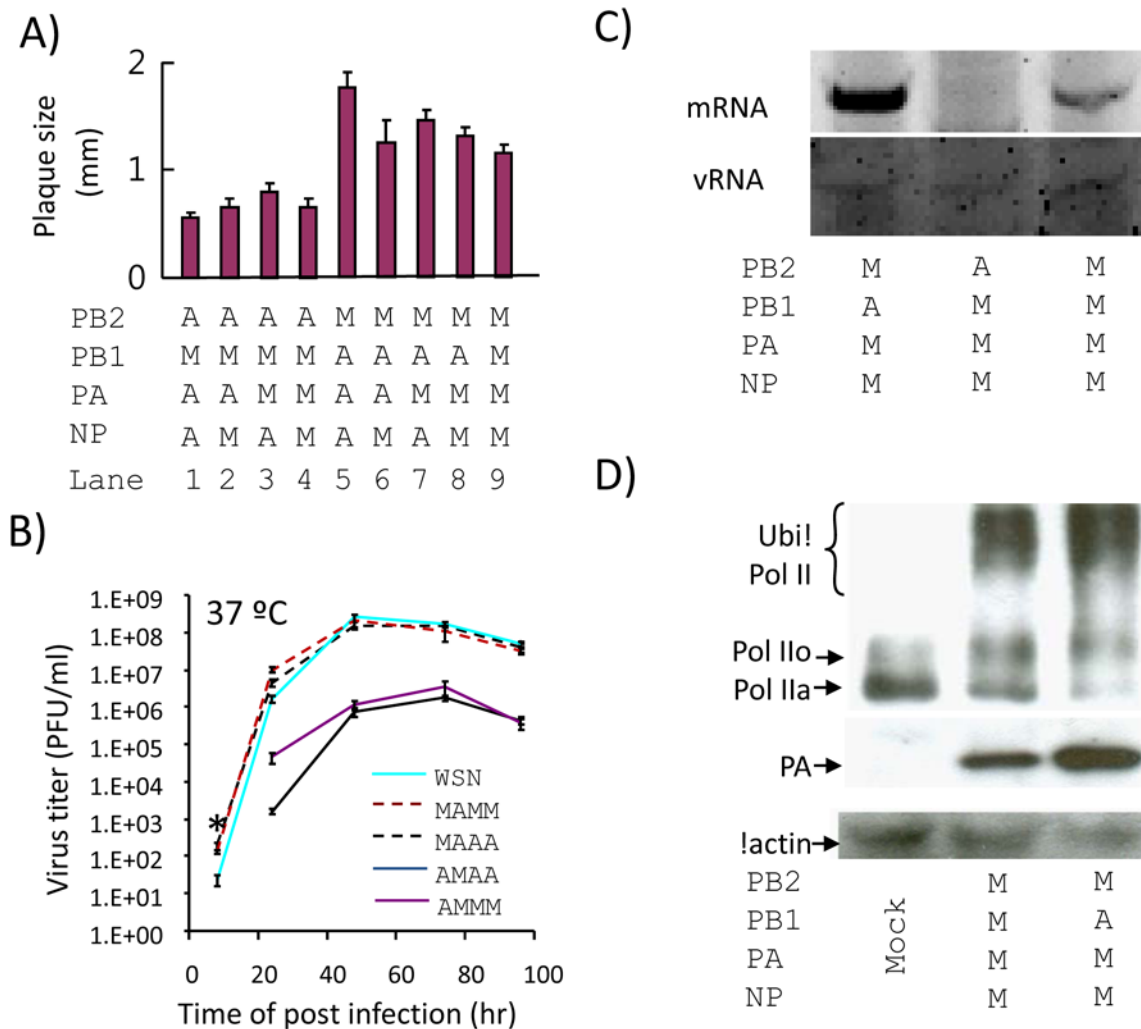 A)
Plaque size
(mm)
2
1
0
PB2 A A A A M M M M M
PB1 M M M M A A A A M
PA A A M M A A M M M
NP A M A M A M A M M
Lane 1 2 3 4 5 6 7 8 9
B)
Virus titer (PFU/ml)
1.E+09
1.E+08
1.E+07
1.E+06
1.E+05
1.E+04
1.E+03
1.E+02
1.E+01
1.E+00
37 ºC
*
WSN
MAMM
MAAA
AMAA
AMMM
0 20 40 60 80 100
Time of post infection (hr)
C)
mRNA
vRNA
PB2 M A M
PB1 A M M
PA M M M
NP M M M
D)
Ubi!
Pol II
Pol IIo
Pol IIa
PA
!actin
Mock
PB2 M M
PB1 M A
PA M M
NP M M